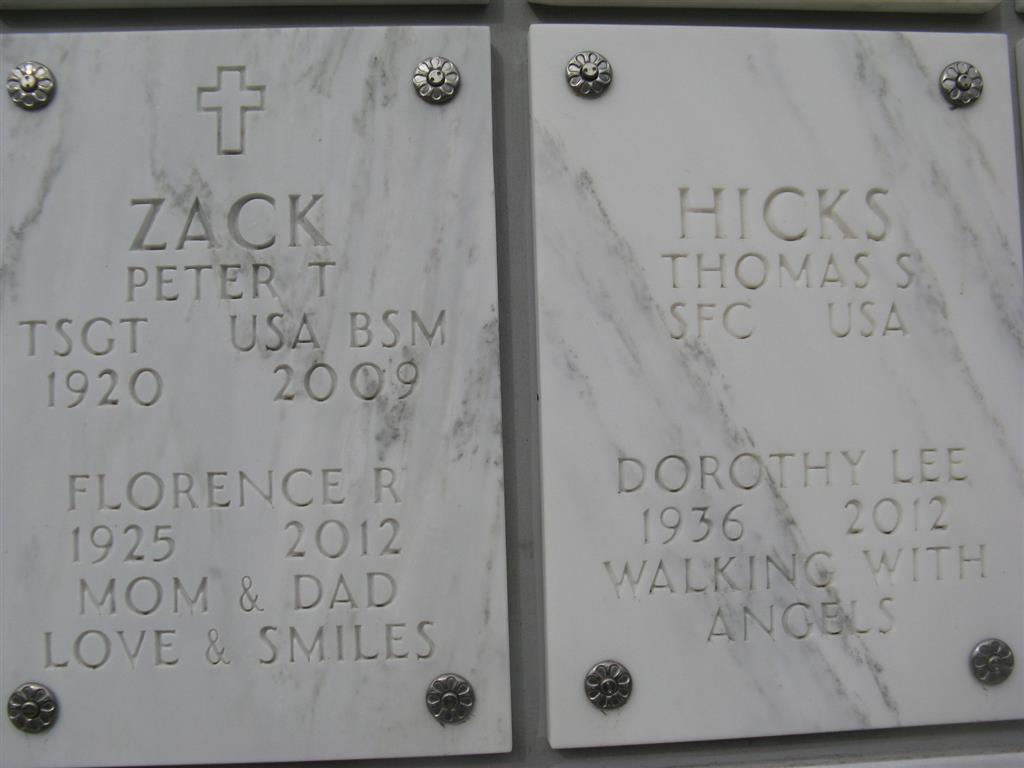 ZACK
PETER T
TSGT USA BSM
1920 2009
FLORENCE R
1925 2012
MOM & DAD
LOVE & SMILES
HICKS
THOMAS S
SFC USA
DOROTHY LEE
1936 2012
WALKING WITH
ANGELS